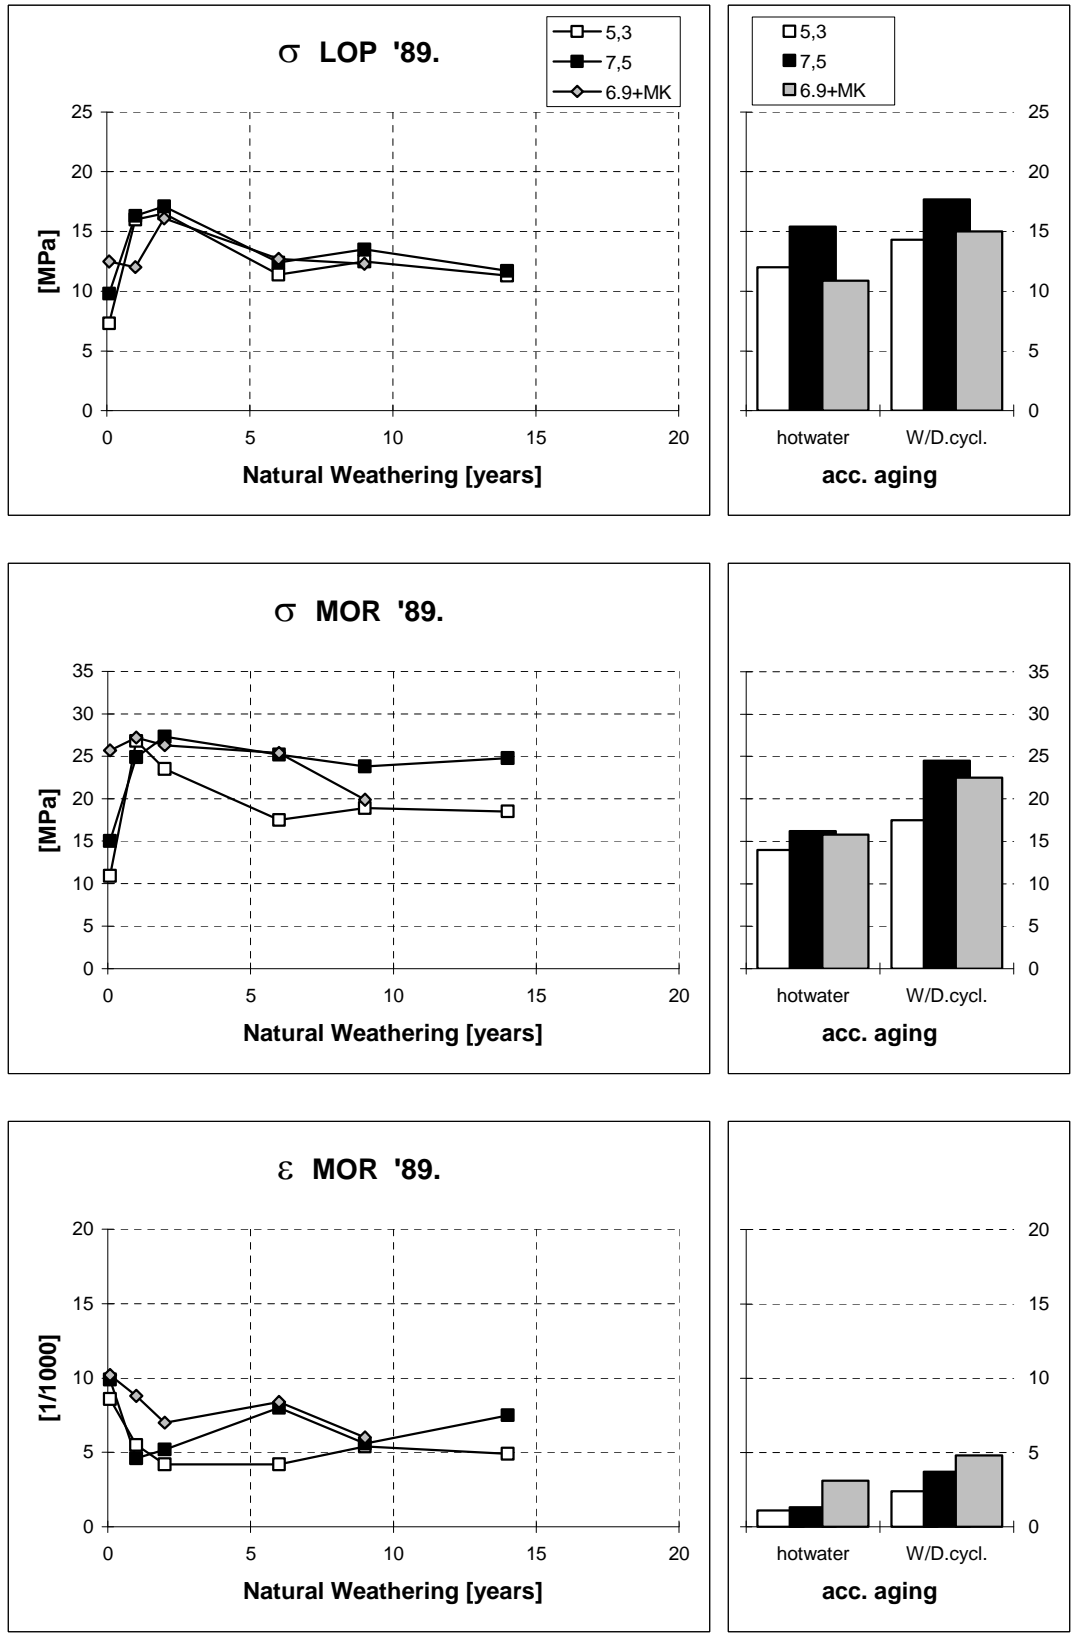 σ LOP '89.
5,3
7,5
6.9+MK
25
20
15
10
5
0
[MPa]
0 5 10 15 20
Natural Weathering [years]
5,3
7,5
6.9+MK
25
20
15
10
5
0
hotwater W/D.cycl.
acc. aging
σ MOR '89.
35
30
25
20
15
10
5
0
[MPa]
0 5 10 15 20
Natural Weathering [years]
35
30
25
20
15
10
5
0
hotwater W/D.cycl.
acc. aging
ε MOR '89.
20
15
10
5
0
[1/1000]
0 5 10 15 20
Natural Weathering [years]
20
15
10
5
0
hotwater W/D.cycl.
acc. aging